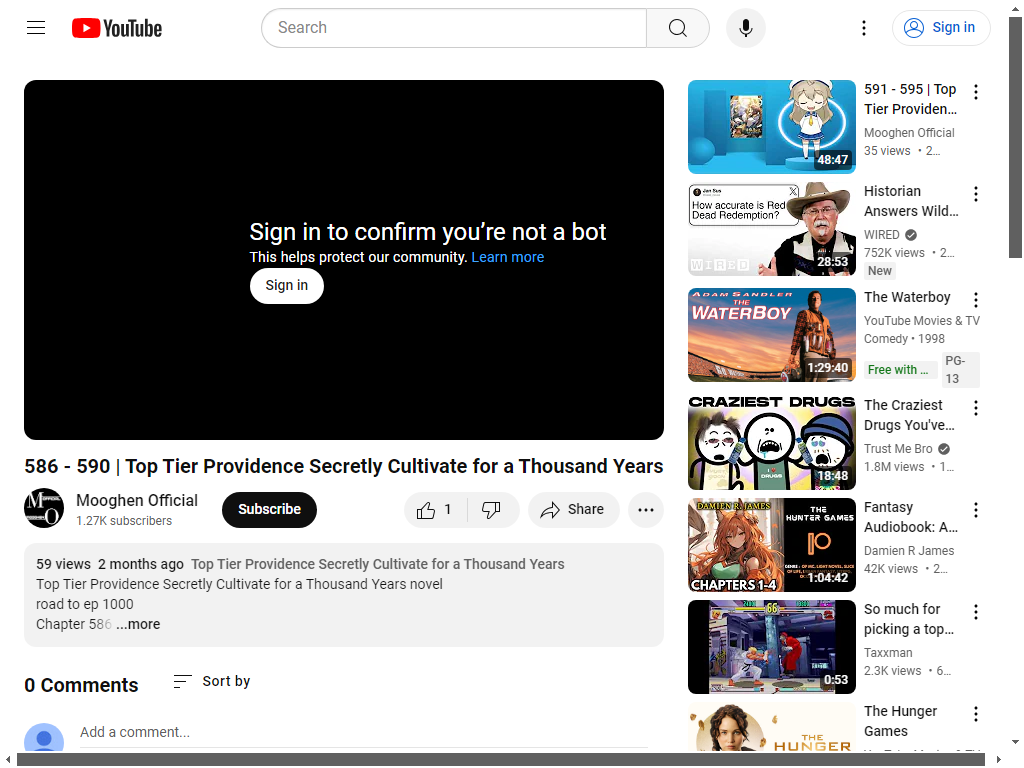 YouTube
Search
Sign in
Sign in to confirm you're not a bot
This helps protect our community. Learn more
Sign in
586 - 590 | Top Tier Providence Secretly Cultivate for a Thousand Years
Mooghen Official
1.27K subscribers
Subscribe
1
Share
59 views 2 months ago Top Tier Providence Secretly Cultivate for a Thousand Years
Top Tier Providence Secretly Cultivate for a Thousand Years novel
road to ep 1000
Chapter 586 ...more
0 Comments
Sort by
Add a comment...
48:47
591 - 595 | Top
Tier Providen...
Mooghen Official
35 views • 2...
Jan Sus
How accurate is Red
Dead Redemption?
WIRED
28:53
Historian
Answers Wild...
WIRED
752K views • 2...
New
ADAM SANDLER
THE
WATERBOY
1:29:40
The Waterboy
YouTube Movies & TV
Comedy • 1998
Free with ...
PG-
13
CRAZIEST DRUGS
I DRUGS
18:48
The Craziest
Drugs You've...
Trust Me Bro
1.8M views • 1...
DAMIEN R JAMES
THE
HUNTER GAMES
CHAPTERS 1-4
1:04:42
Fantasy
Audiobook: A...
Damien R James
42K views • 2...
66
0:53
So much for
picking a top...
Taxxman
2.3K views • 6...
THE
HUNGER
The Hunger
Games